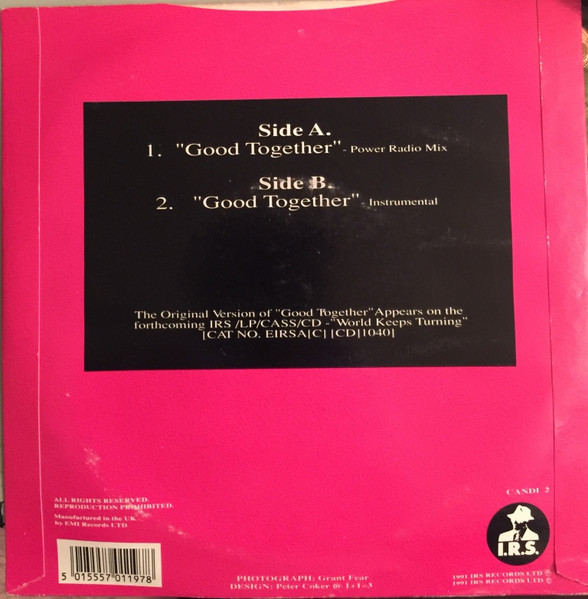 Side A.
1. "Good Together" - Power Radio Mix
Side B.
2. "Good Together" - Instrumental
The Original Version of "Good Together"Appears on the
forthcoming IRS /LP/CASS/CD -"World Keeps Turning"
[CAT NO. EIRSA[C] [CD]1040]
CANDI 2
ALL RIGHTS RESERVED.
REPRODUCTION PROHIBITED.
Manufactured in the UK
by EMI Records LTD
I.R.S.
5 015557 011978
PHOTOGRAPH: Grant Fear
DESIGN: Peter Coker @ 1+1=3
1991 IRS RECORDS LTD ℗
1991 IRS RECORDS LTD ©